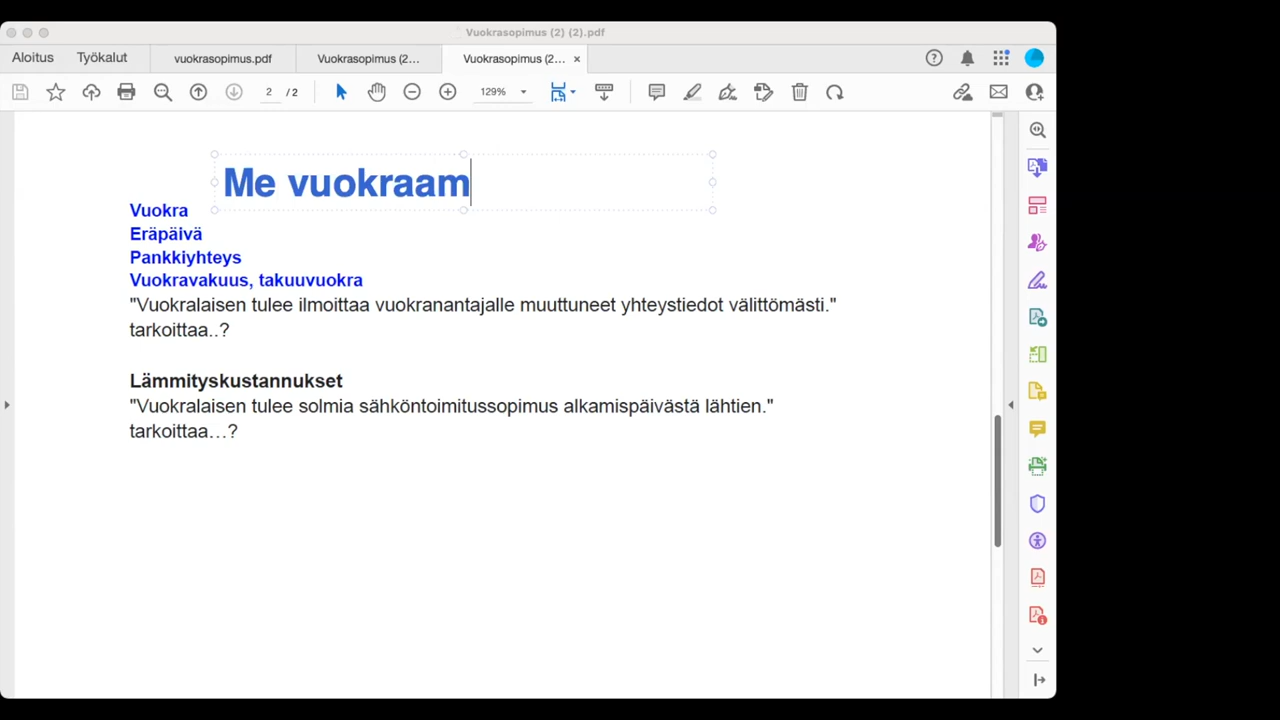 Vuokrasopimus (2) (2).pdf
Aloitus Työkalut vuokrasopimus.pdf Vuokrasopimus (2... Vuokrasopimus (2... ×
2 / 2 129%
Me vuokraam
Vuokra
Eräpäivä
Pankkiyhteys
Vuokravakuus, takuuvuokra
"Vuokralaisen tulee ilmoittaa vuokranantajalle muuttuneet yhteystiedot välittömästi."
tarkoittaa..?
Lämmityskustannukset
"Vuokralaisen tulee solmia sähköntoimitussopimus alkamispäivästä lähtien."
tarkoittaa…?